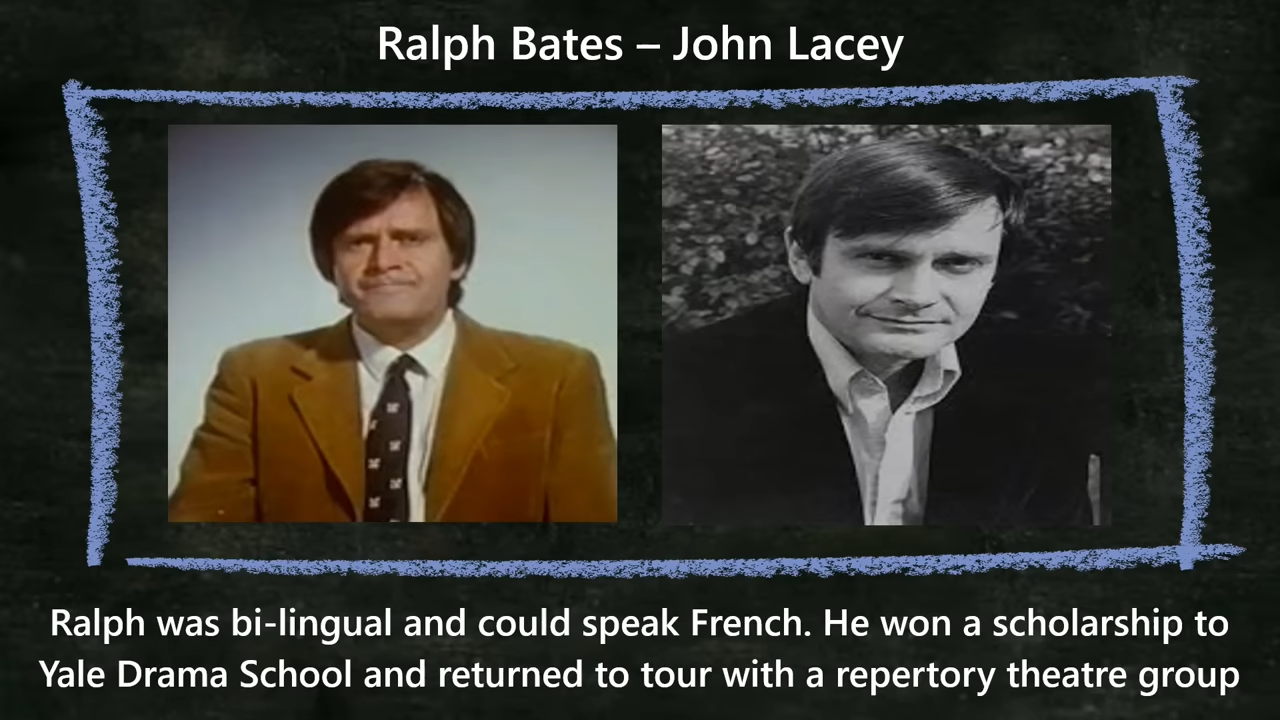 Ralph Bates – John Lacey
Ralph was bi-lingual and could speak French. He won a scholarship to
Yale Drama School and returned to tour with a repertory theatre group